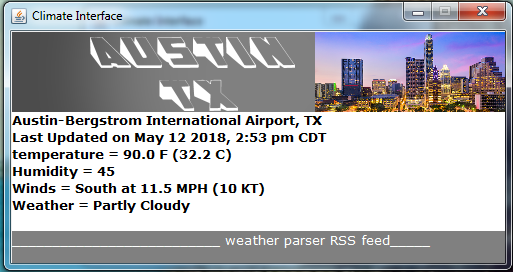 Climate Interface
AUSTIN
TX
Austin-Bergstrom International Airport, TX
Last Updated on May 12 2018, 2:53 pm CDT
temperature = 90.0 F (32.2 C)
Humidity = 45
Winds = South at 11.5 MPH (10 KT)
Weather = Partly Cloudy
__________________________ weather parser RSS feed_____